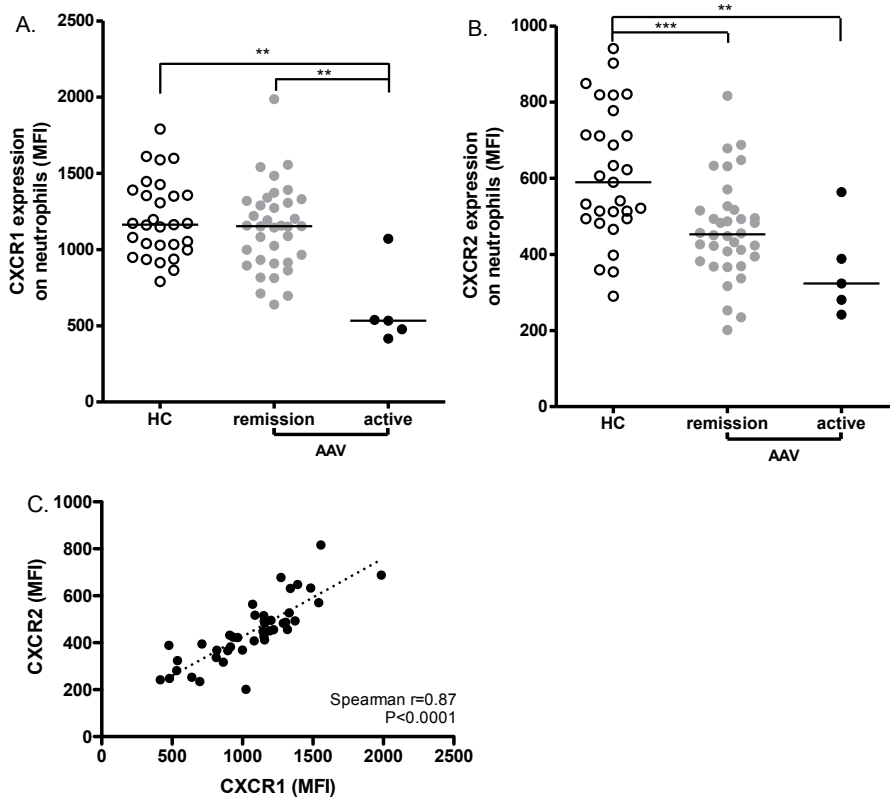 A.
CXCR1 expression
on neutrophils (MFI)
2500
2000
1500
1000
500
0
**
**
HC
remission
active
AAV
B.
CXCR2 expression
on neutrophils (MFI)
1000
800
600
400
200
0
**
***
HC
remission
active
AAV
C.
CXCR2 (MFI)
1000
800
600
400
200
0
Spearman r=0.87
P<0.0001
0
500
1000
1500
2000
2500
CXCR1 (MFI)